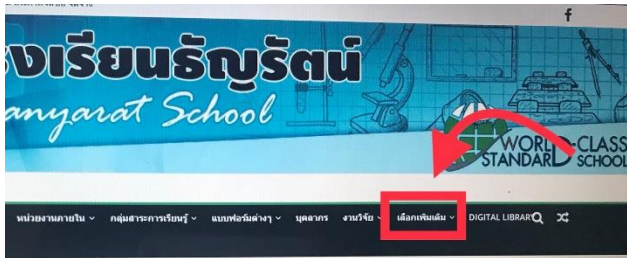 รงเรียนธัญรัตน์
anyarat School
WORLD-CLASS
STANDARD SCHOOL
หน่วยงานภายใน กลุ่มสาระการเรียนรู้ แบบฟอร์มต่างๆ บุคลากร งานวิจัย เลือกเพิ่มเติม DIGITAL LIBRARY